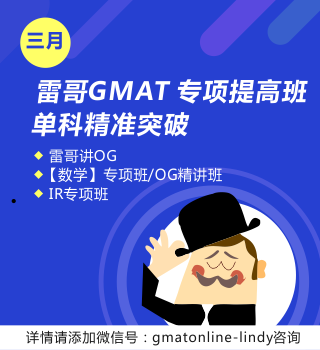 三月
雷哥GMAT 专项提高班
单科精准突破
雷哥讲OG
【数学】专项班/OG精讲班
IR专项班
详情请添加微信号：gmatonline-lindy咨询